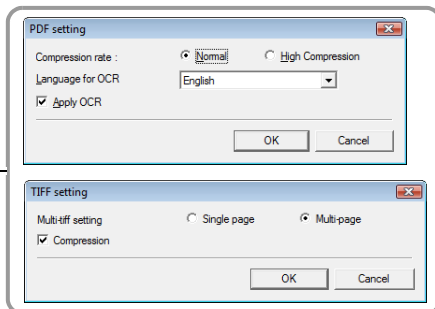 PDF setting
Compression rate : Normal High Compression
Language for OCR English
Apply OCR
OK Cancel
TIFF setting
Multi-tiff setting Single page Multi-page
Compression
OK Cancel